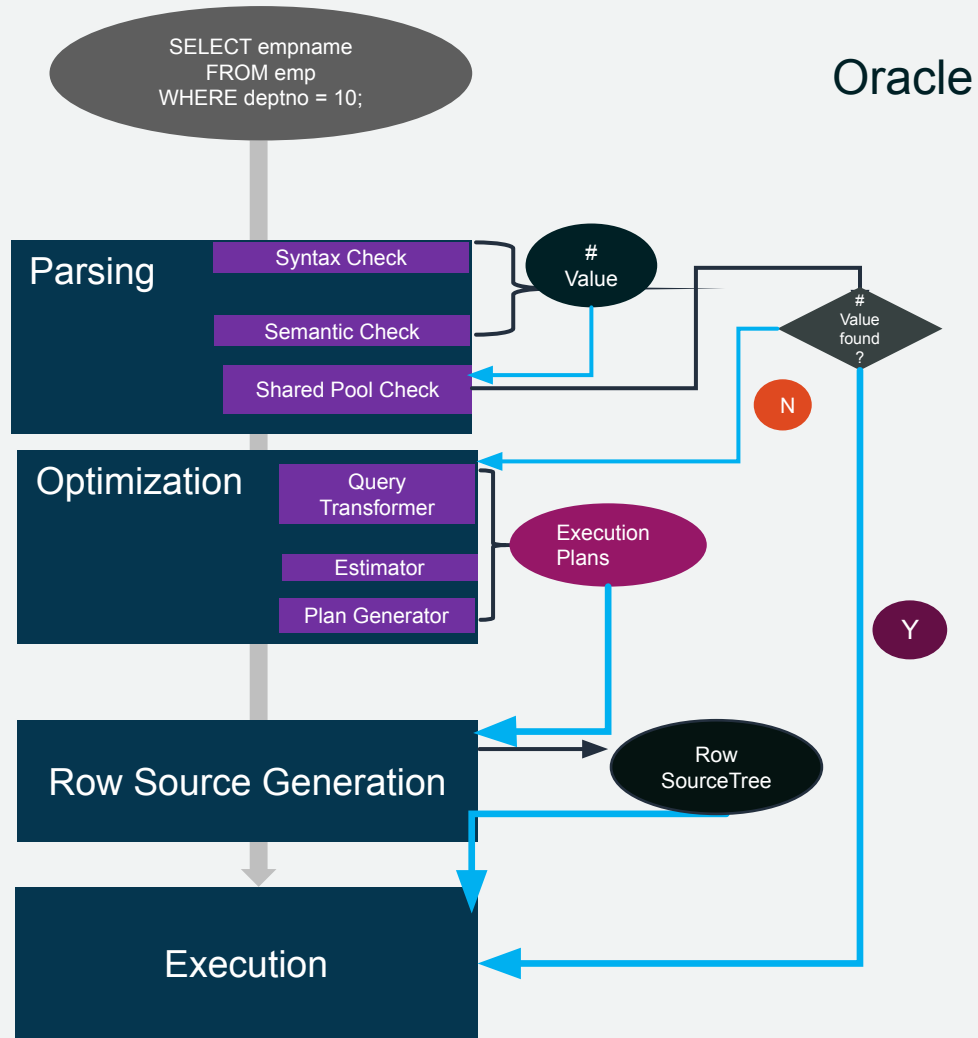 SELECT empname
FROM emp
WHERE deptno = 10;
Oracle
Parsing
Syntax Check
Semantic Check
Shared Pool Check
#
Value
#
Value
found
?
N
Optimization
Query
Transformer
Estimator
Plan Generator
Execution
Plans
Y
Row Source Generation
Row
SourceTree
Execution